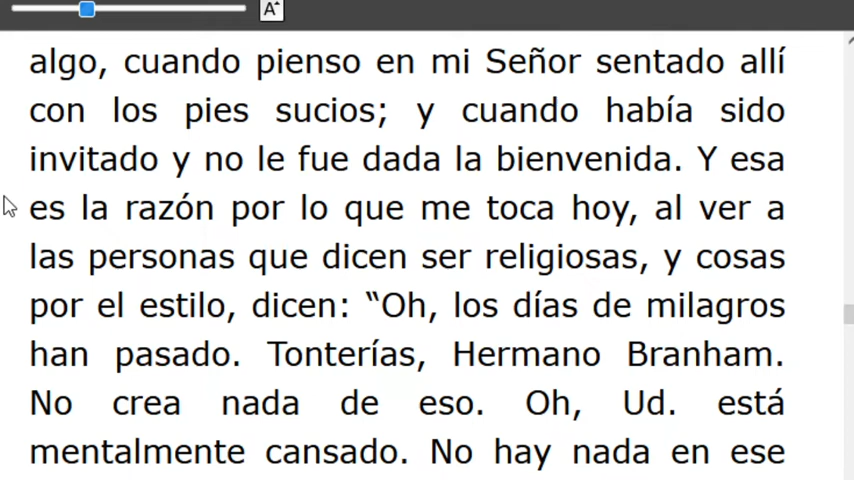 A
algo, cuando pienso en mi Señor sentado allí
con los pies sucios; y cuando había sido
invitado y no le fue dada la bienvenida. Y esa
es la razón por lo que me toca hoy, al ver a
las personas que dicen ser religiosas, y cosas
por el estilo, dicen: “Oh, los días de milagros
han pasado. Tonterías, Hermano Branham.
No crea nada de eso. Oh, Ud. está
mentalmente cansado. No hay nada en ese